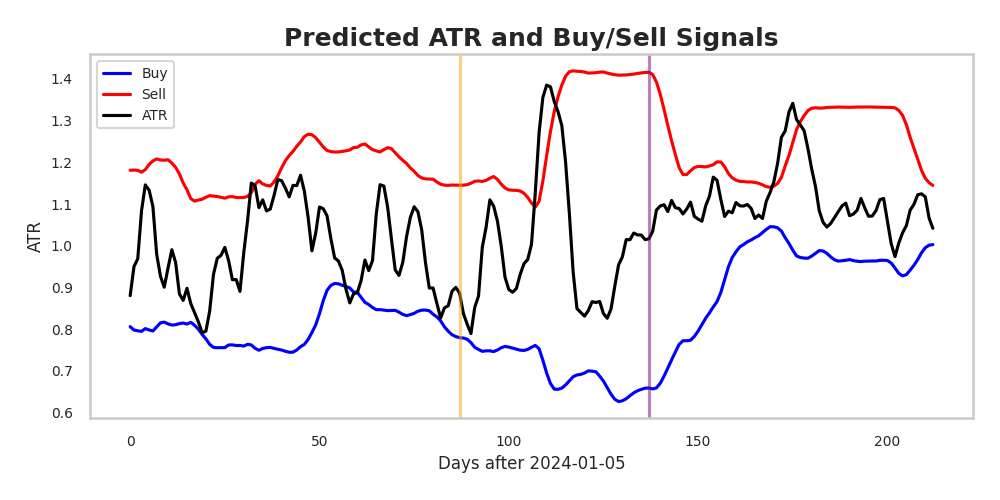 Predicted ATR and Buy/Sell Signals
Buy
Sell
ATR
1.4
1.3
1.2
1.1
1.0
0.9
0.8
0.7
0.6
ATR
0 50 100 150 200
Days after 2024-01-05